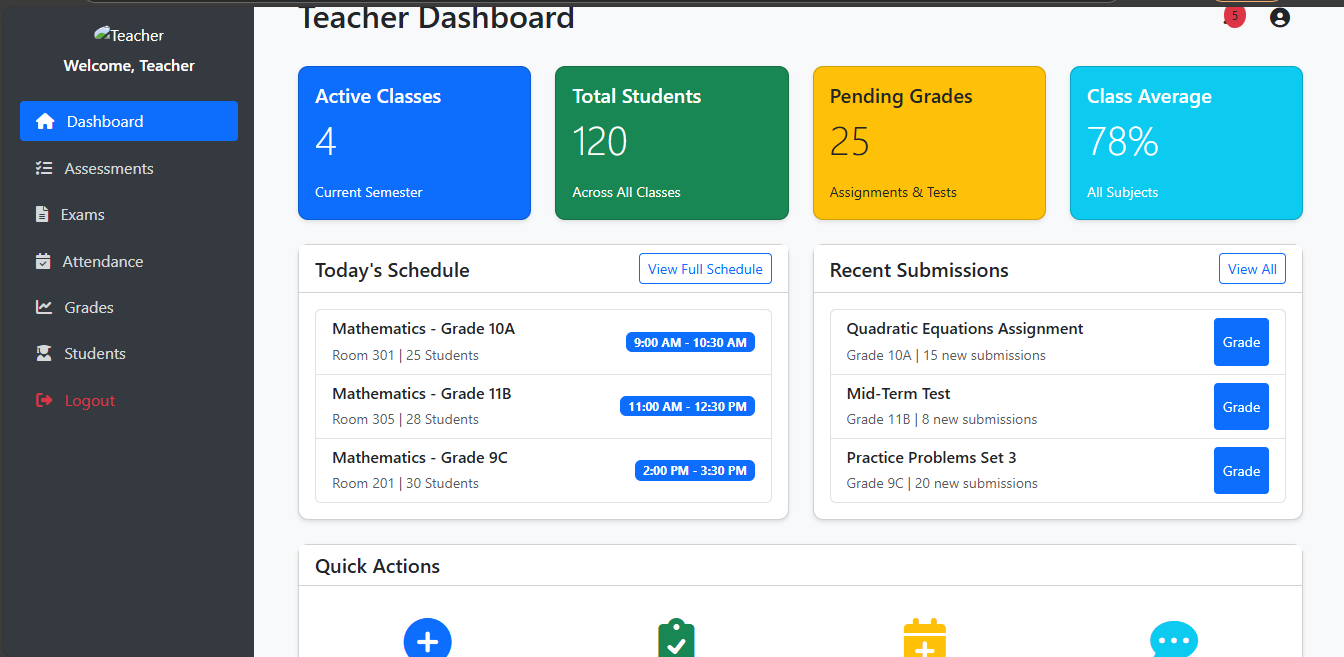 Teacher
Welcome, Teacher
Dashboard
Assessments
Exams
Attendance
Grades
Students
Logout
Teacher Dashboard
5
Active Classes
4
Current Semester
Total Students
120
Across All Classes
Pending Grades
25
Assignments & Tests
Class Average
78%
All Subjects
Today's Schedule
View Full Schedule
Mathematics - Grade 10A
Room 301 | 25 Students
9:00 AM - 10:30 AM
Mathematics - Grade 11B
Room 305 | 28 Students
11:00 AM - 12:30 PM
Mathematics - Grade 9C
Room 201 | 30 Students
2:00 PM - 3:30 PM
Recent Submissions
View All
Quadratic Equations Assignment
Grade 10A | 15 new submissions
Grade
Mid-Term Test
Grade 11B | 8 new submissions
Grade
Practice Problems Set 3
Grade 9C | 20 new submissions
Grade
Quick Actions